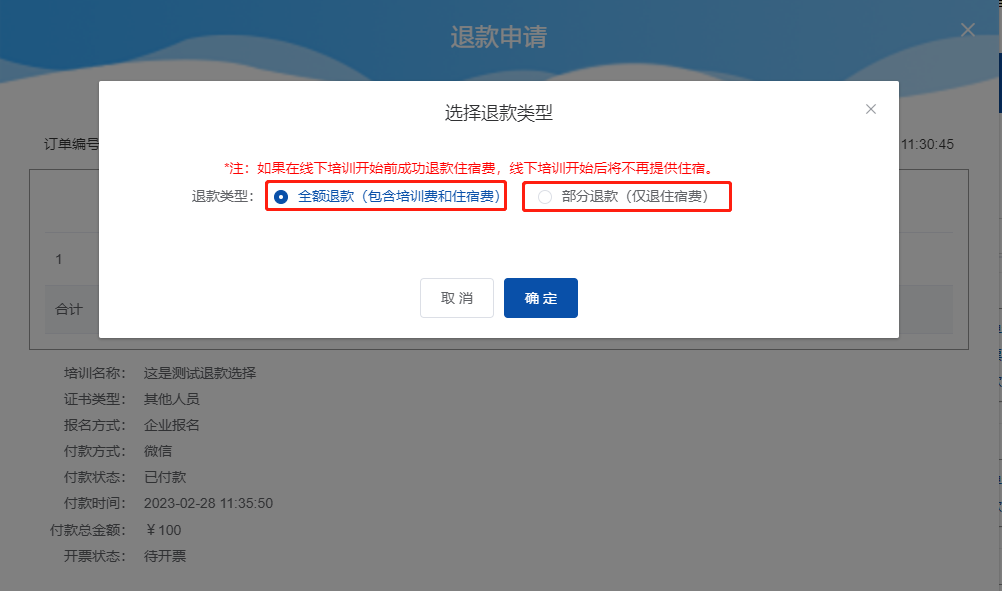 退款申请
选择退款类型
订单编号
11:30:45
*注：如果在线下培训开始前成功退款住宿费，线下培训开始后将不再提供住宿。
退款类型： 全额退款（包含培训费和住宿费） 部分退款（仅退住宿费）
1
取 消 确 定
合计
培训名称： 这是测试退款选择
证书类型： 其他人员
报名方式： 企业报名
付款方式： 微信
付款状态： 已付款
付款时间： 2023-02-28 11:35:50
付款总金额： ￥100
开票状态： 待开票